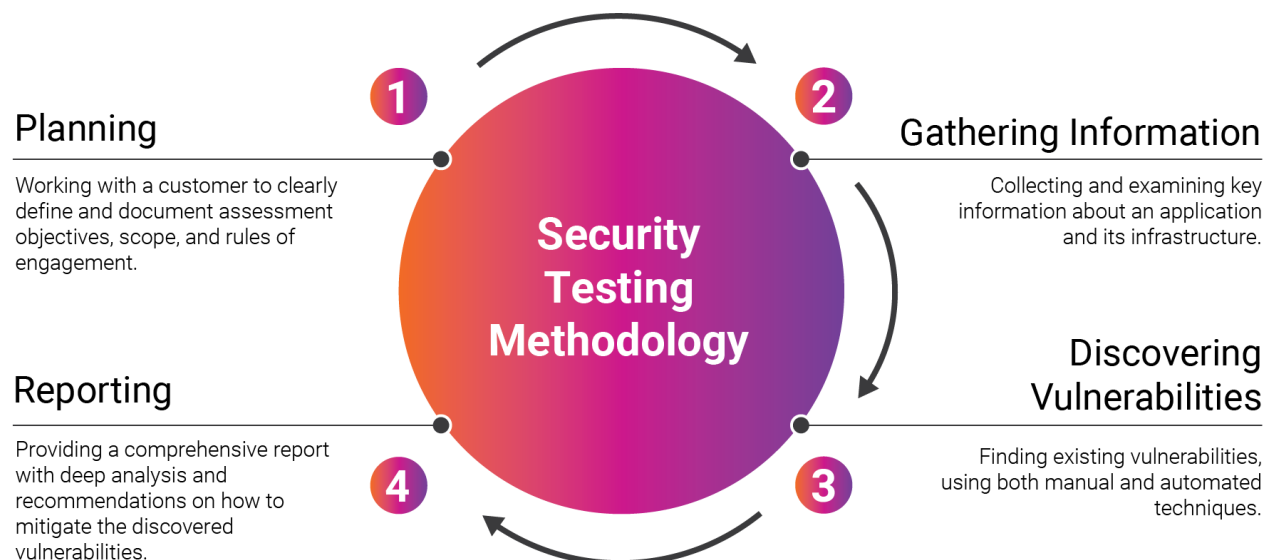 1
Planning
Working with a customer to clearly
define and document assessment
objectives, scope, and rules of
engagement.
2
Gathering Information
Collecting and examining key
information about an application
and its infrastructure.
Security
Testing
Methodology
3
Discovering
Vulnerabilities
Finding existing vulnerabilities,
using both manual and automated
techniques.
4
Reporting
Providing a comprehensive report
with deep analysis and
recommendations on how to
mitigate the discovered
vulnerabilities.